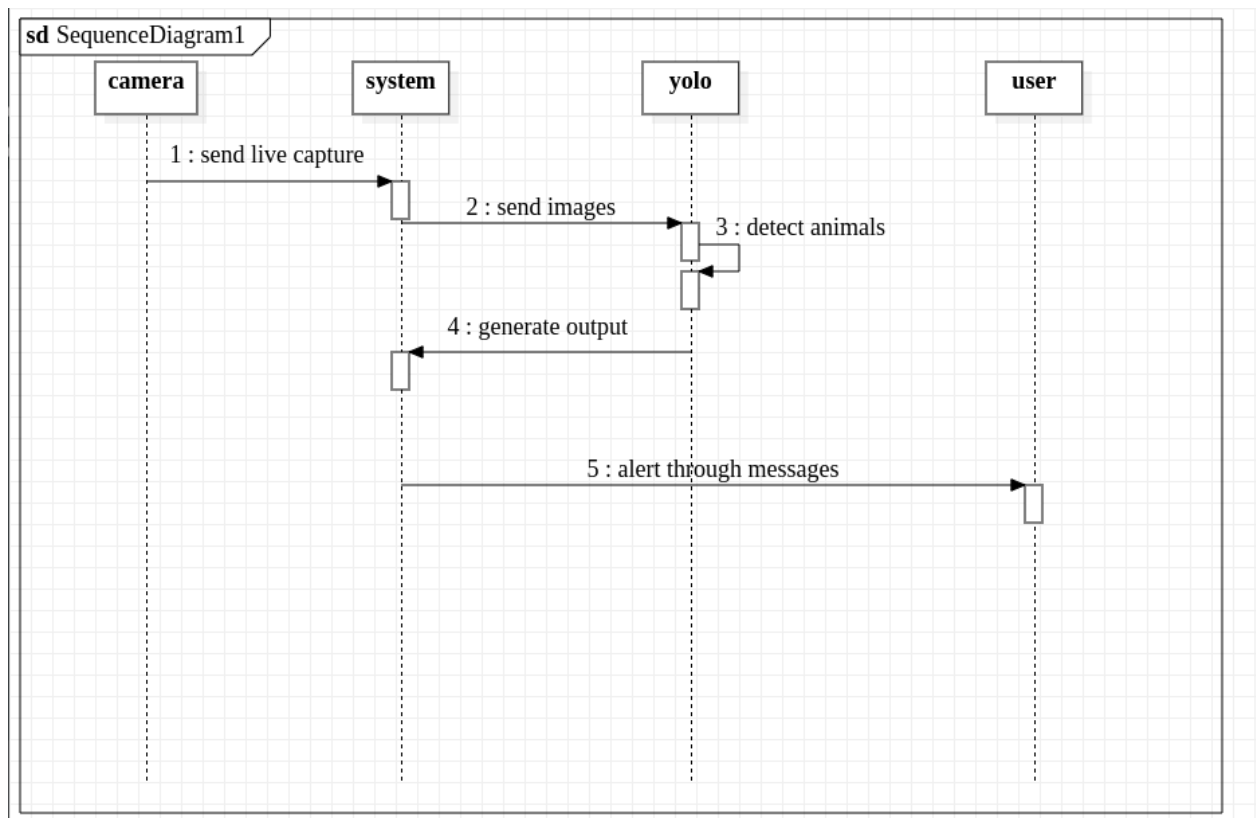 sd SequenceDiagram1
camera
system
yolo
user
1 : send live capture
2 : send images
3 : detect animals
4 : generate output
5 : alert through messages